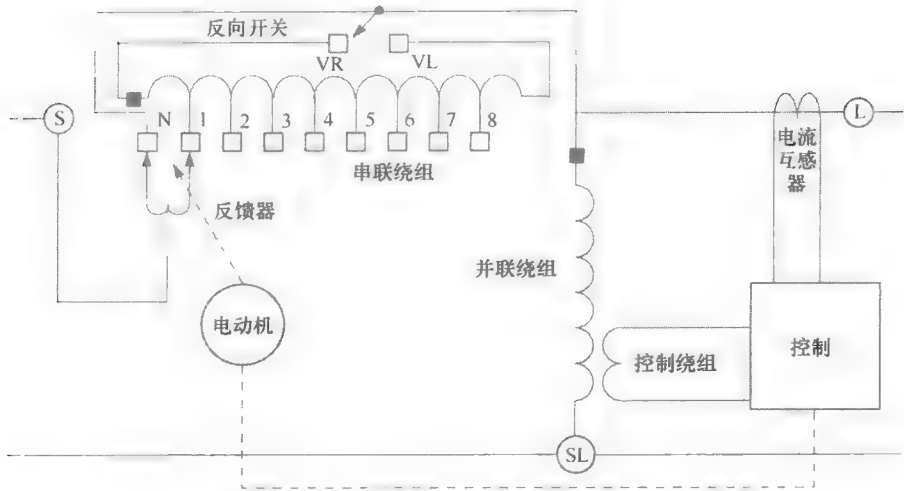 反向开关
VR VL
S
N 1 2 3 4 5 6 7 8
L
电流
互感
器
串联绕组
反馈器
并联绕组
电动机
控制绕组
控制
SL